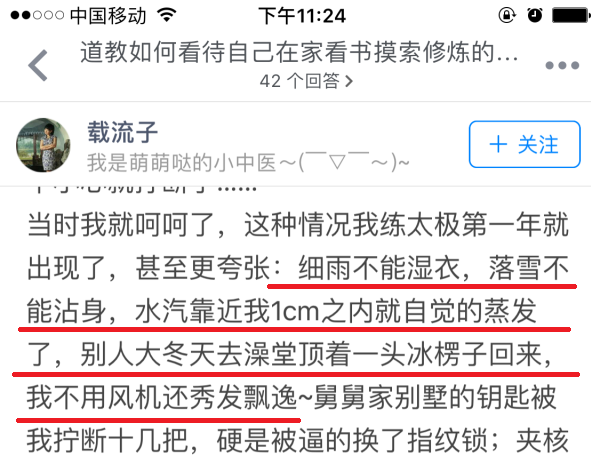 中国移动 下午11:24
道教如何看待自己在家看书摸索修炼的...
42 个回答
载流子
我是萌萌哒的小中医～(￣▽￣～)~
+ 关注
当时我就呵呵了，这种情况我练太极第一年就
出现了，甚至更夸张：细雨不能湿衣，落雪不
能沾身，水汽靠近我1cm之内就自觉的蒸发
了，别人大冬天去澡堂顶着一头冰楞子回来，
我不用风机还秀发飘逸~舅舅家别墅的钥匙被
我拧断十几把，硬是被逼的换了指纹锁；夹核